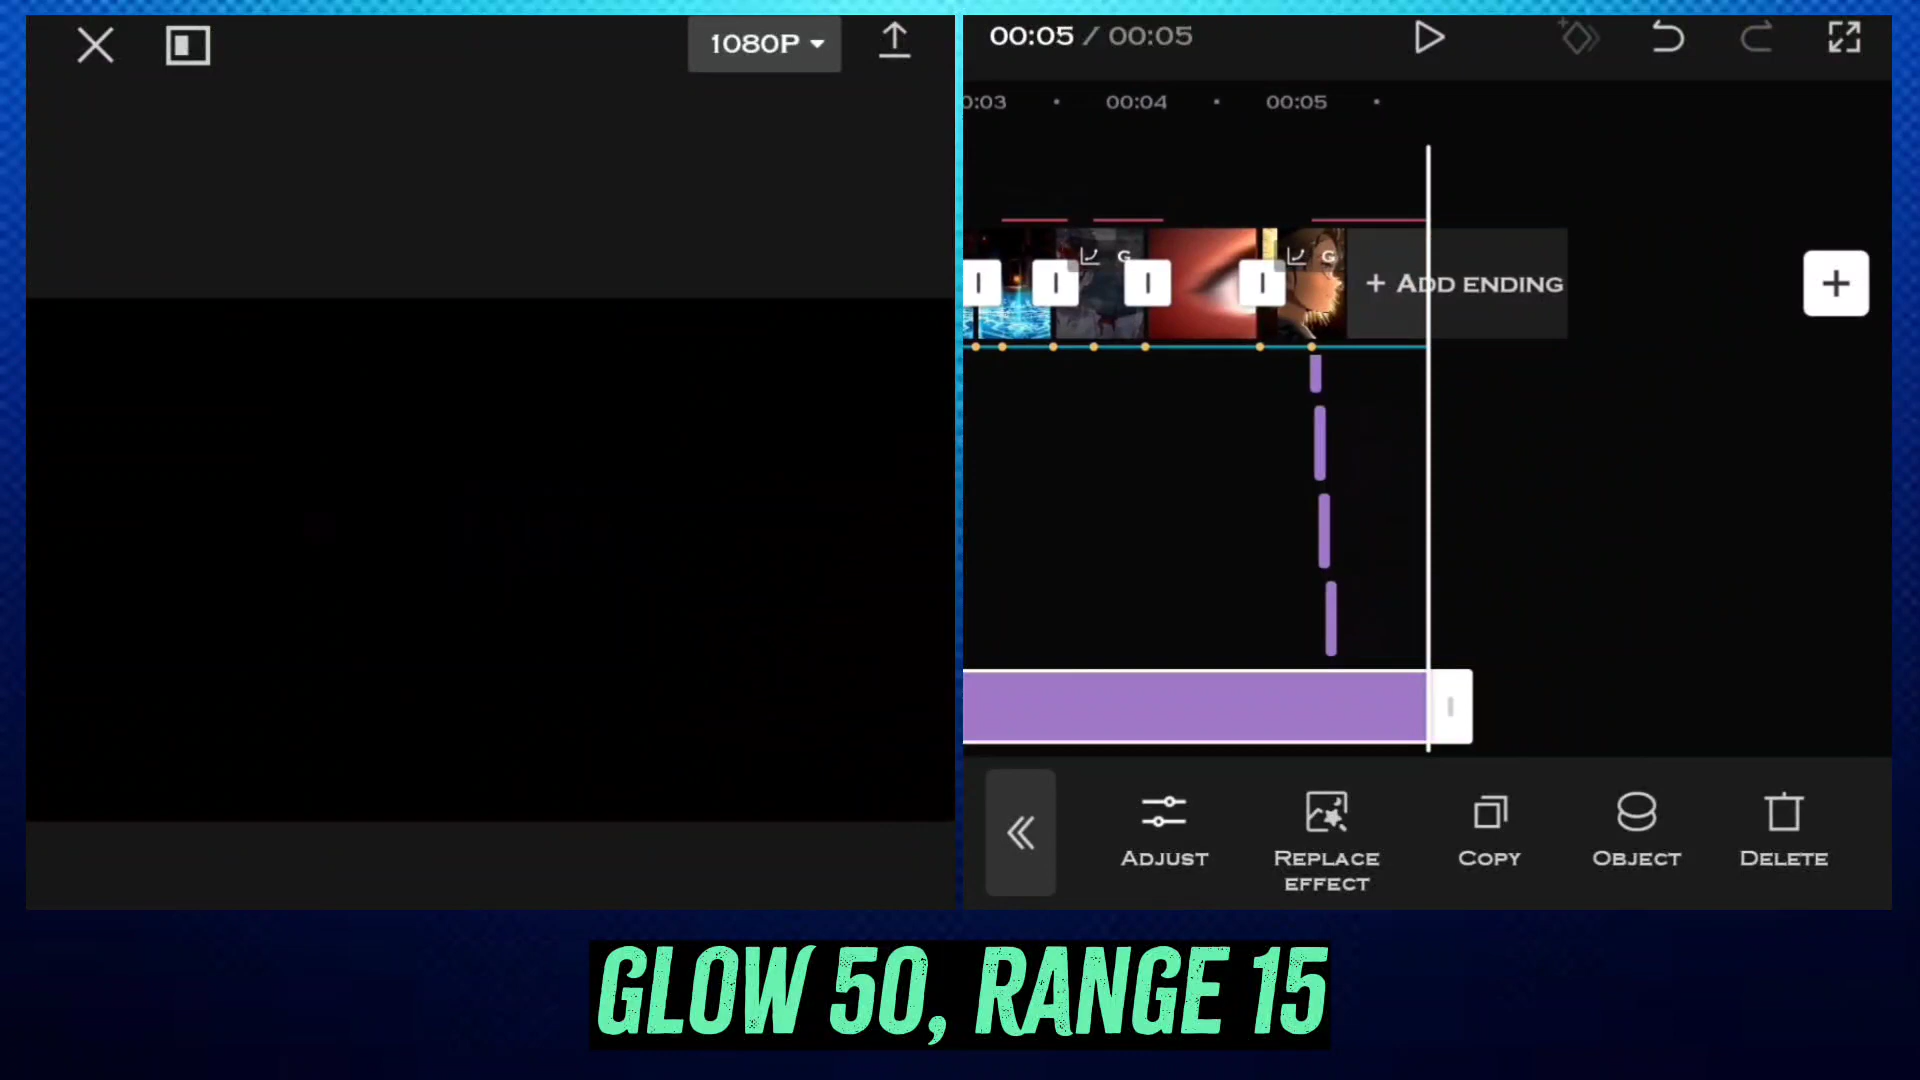 1080P
00:05 / 00:05
0:03
00:04
00:05
G
G
+ ADD ENDING
ADJUST
REPLACE
EFFECT
COPY
OBJECT
DELETE
GLOW 50, RANGE 15